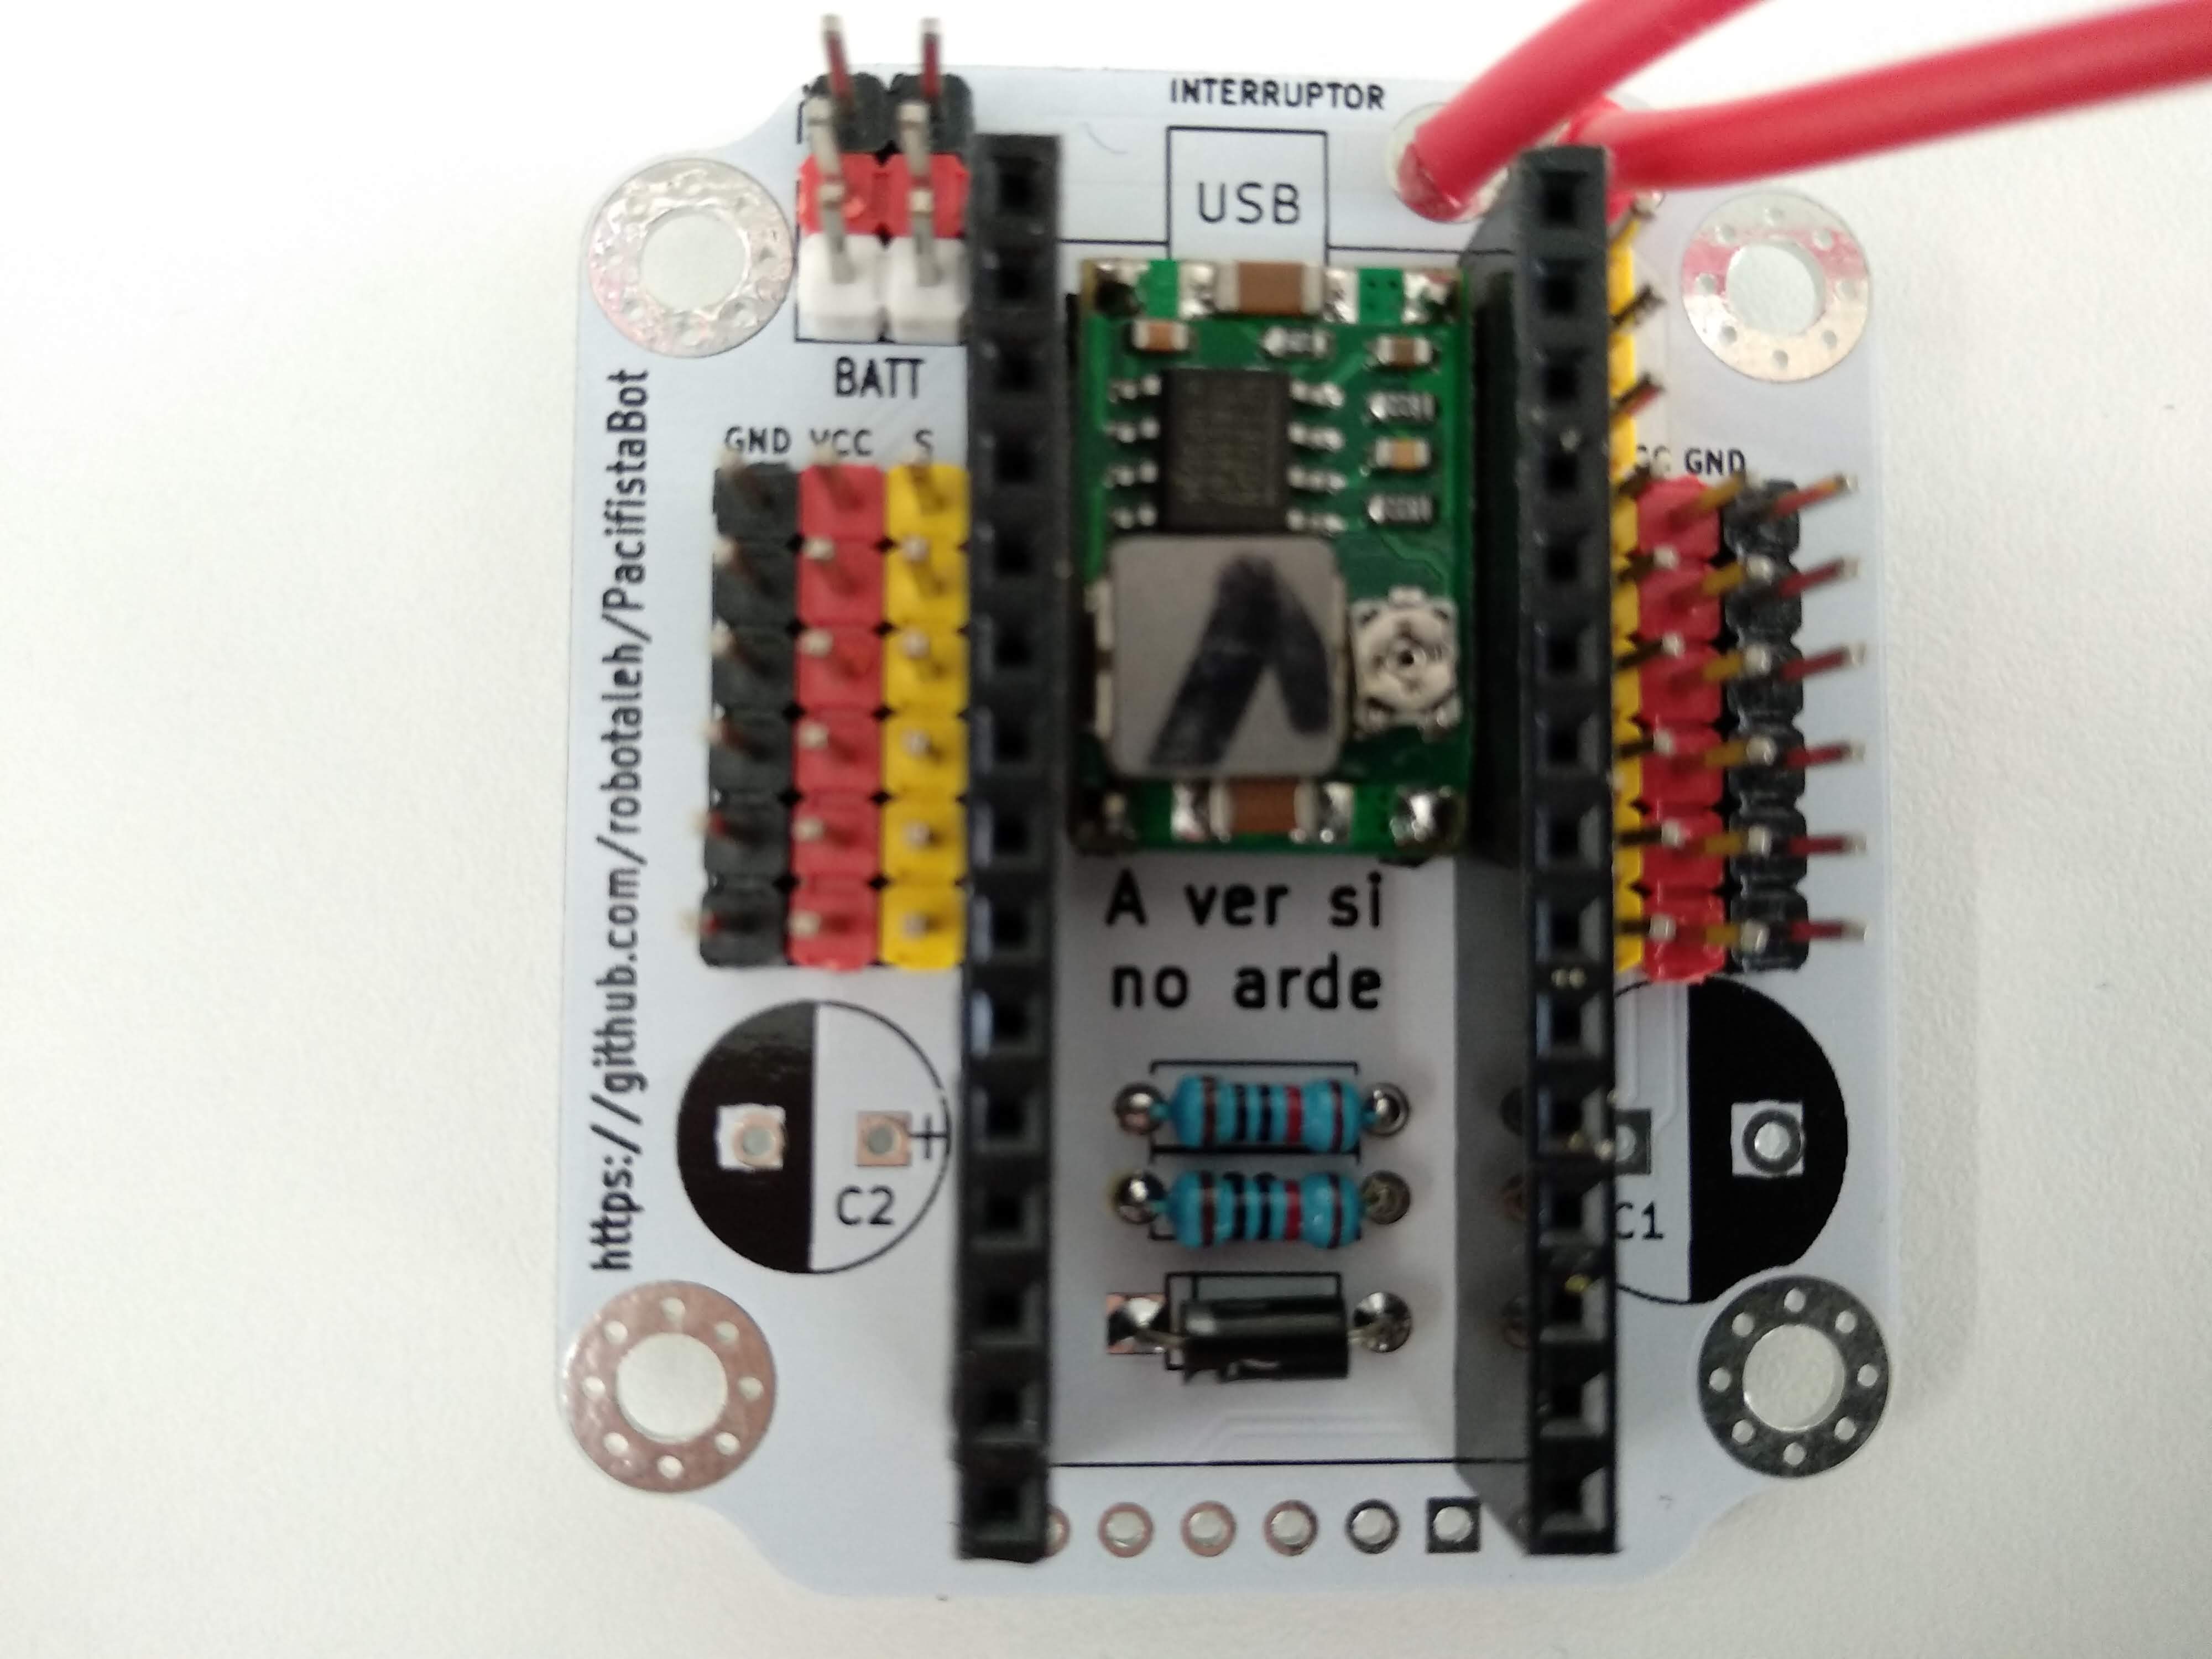 INTERRUPTOR
USB
BATT
GND VCC S
GND
https://github.com/robotaleh/PacifistaBot
A ver si
no arde
C2
C1